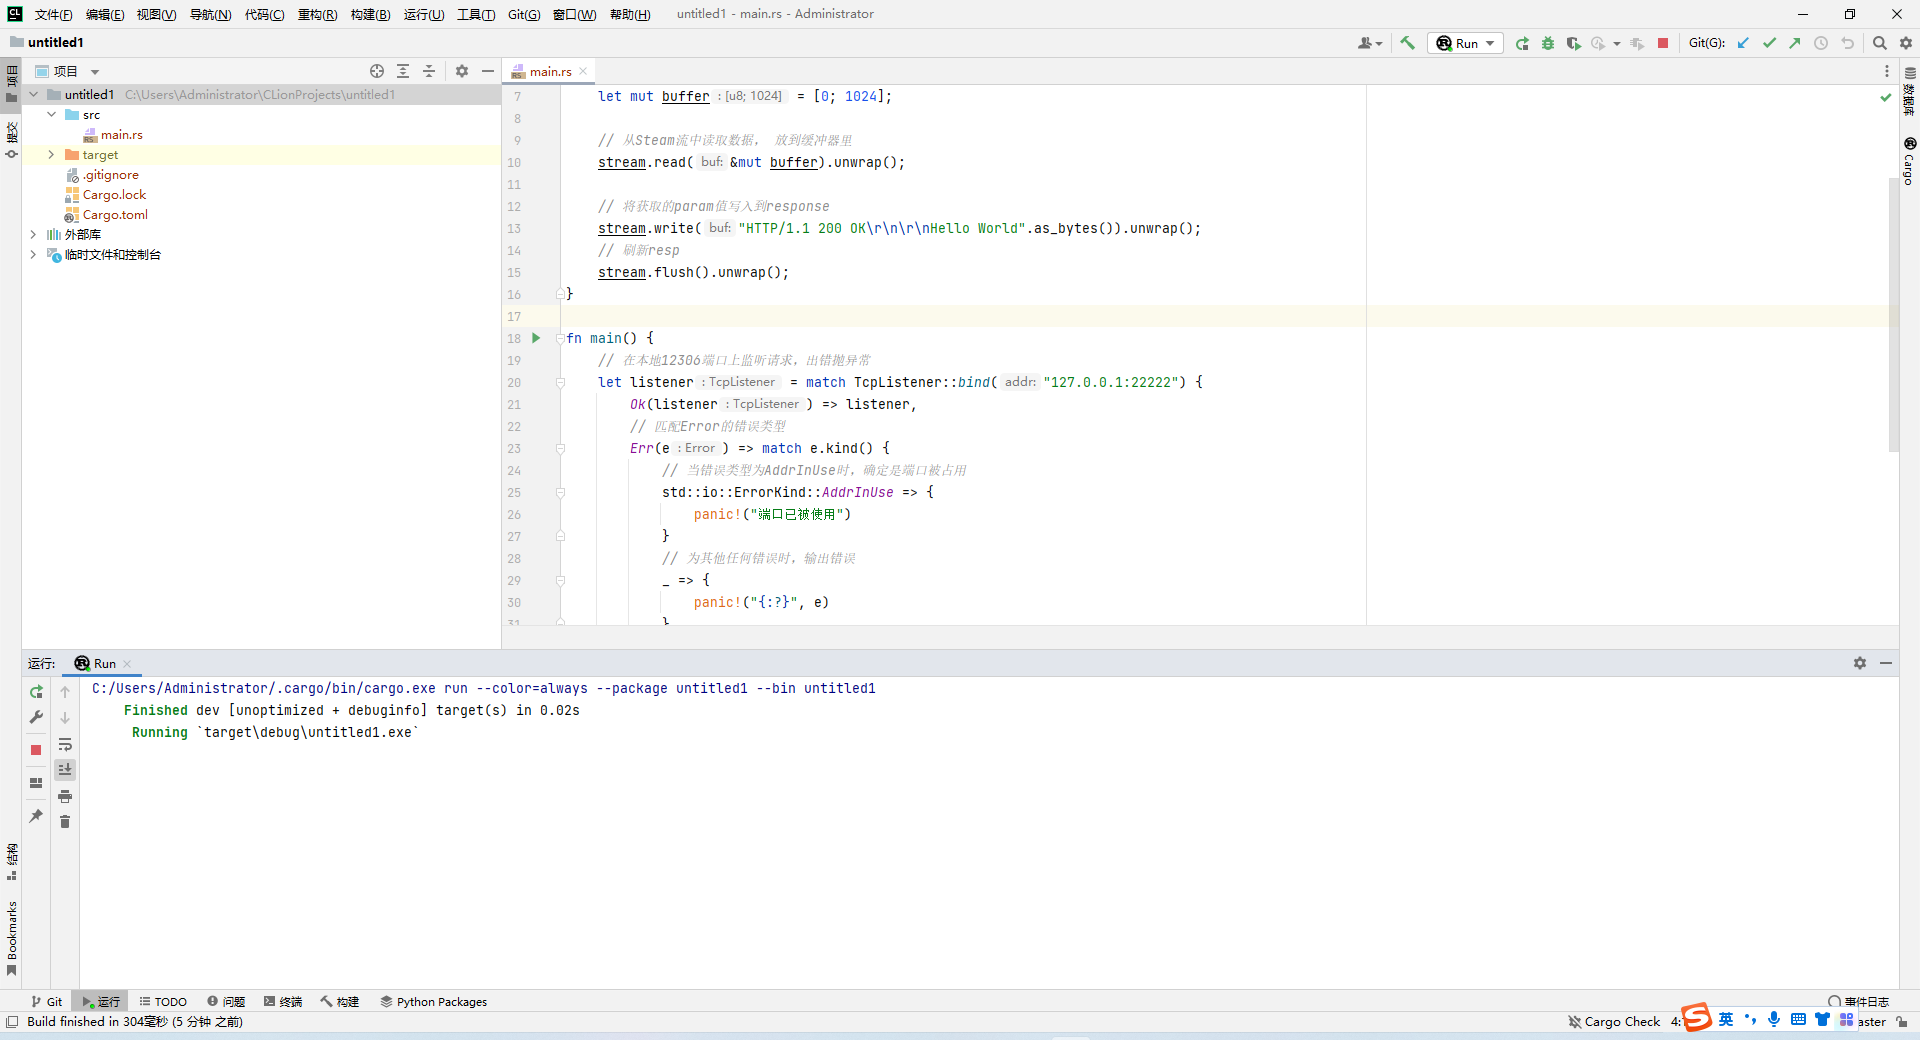 文件(F) 编辑(E) 视图(V) 导航(N) 代码(C) 重构(R) 构建(B) 运行(U) 工具(T) Git(G) 窗口(W) 帮助(H) untitled1 - main.rs - Administrator
untitled1
Run
Git(G):
项目
main.rs
项目
提交
结构
Bookmarks
untitled1 C:\Users\Administrator\CLionProjects\untitled1
src
main.rs
target
.gitignore
Cargo.lock
Cargo.toml
外部库
临时文件和控制台
7 let mut buffer : [u8; 1024] = [0; 1024];
8
9 // 从Steam流中读取数据， 放到缓冲器里
10 stream.read( buf: &mut buffer).unwrap();
11
12 // 将获取的param值写入到response
13 stream.write( buf: "HTTP/1.1 200 OK\r\n\r\nHello World".as_bytes()).unwrap();
14 // 刷新resp
15 stream.flush().unwrap();
16 }
17
18 fn main() {
19 // 在本地12306端口上监听请求，出错抛异常
20 let listener : TcpListener = match TcpListener::bind( addr: "127.0.0.1:22222") {
21 Ok(listener : TcpListener ) => listener,
22 // 匹配Error的错误类型
23 Err(e : Error ) => match e.kind() {
24 // 当错误类型为AddrInUse时，确定是端口被占用
25 std::io::ErrorKind::AddrInUse => {
26 panic!("端口已被使用")
27 }
28 // 为其他任何错误时，输出错误
29 _ => {
30 panic!("{:?}", e)
31 }
数据库
Cargo
运行: Run
C:/Users/Administrator/.cargo/bin/cargo.exe run --color=always --package untitled1 --bin untitled1
Finished dev [unoptimized + debuginfo] target(s) in 0.02s
Running `target\debug\untitled1.exe`
Git 运行 TODO 问题 终端 构建 Python Packages 事件日志
Build finished in 304毫秒 (5 分钟 之前) Cargo Check 4: 英 aster